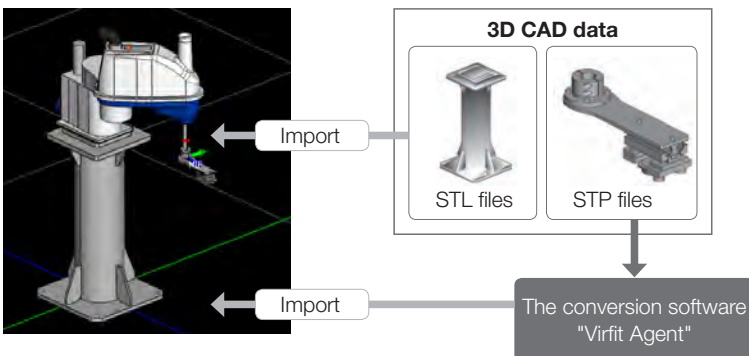 3D CAD data
Import
STL files
STP files
Import
The conversion software
"Virfit Agent"